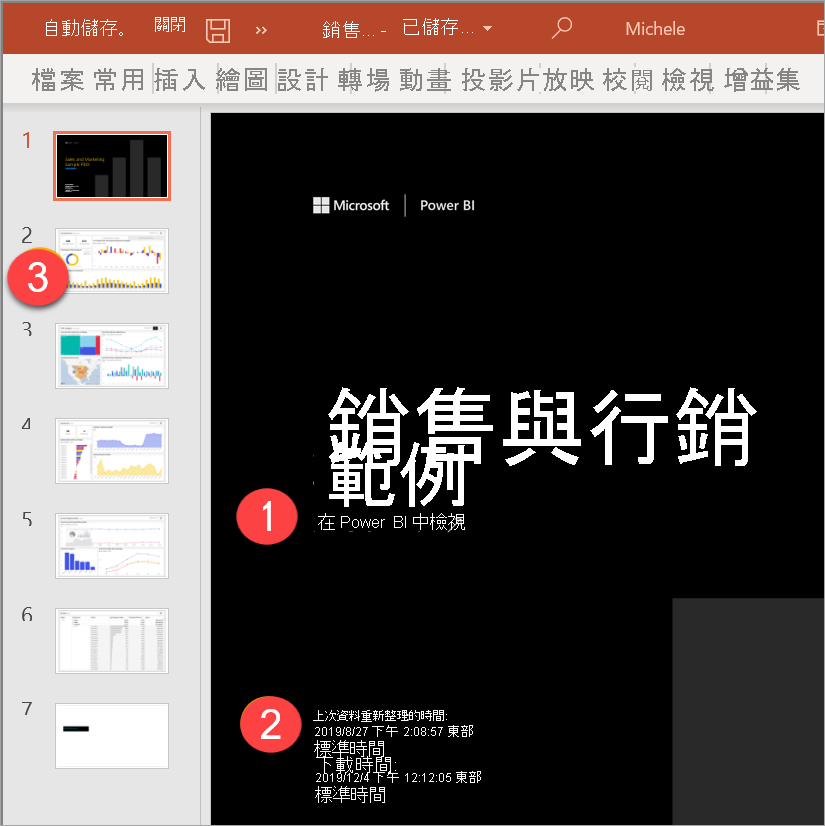 自動儲存。 關閉 » 銷售... - 已儲存... Michele
檔案 常用 插入 繪圖 設計 轉場 動畫 投影片放映 校閱 檢視 增益集
1
Sales and Marketing
Sample PBIX
2
3
3
4
5
6
7
Microsoft Power BI
銷售與行銷
範例
1
在 Power BI 中檢視
2
上次資料重新整理的時間:
2019/8/27 下午 2:08:57 東部
標準時間
下載時間:
2019/12/4 下午 12:12:05 東部
標準時間